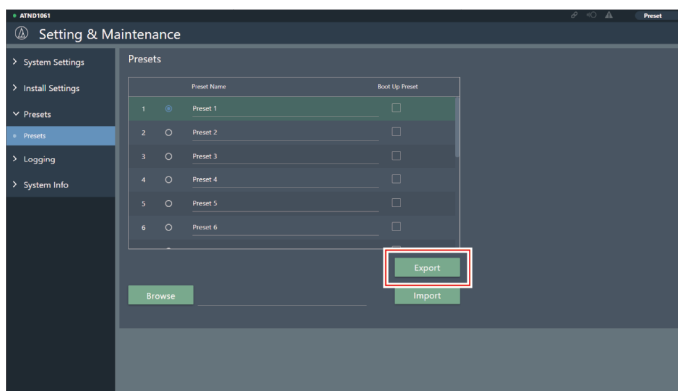 ATND1061
Preset
Setting & Maintenance
System Settings
Install Settings
Presets
Presets
Logging
System Info
Presets
Preset Name Boot Up Preset
1 Preset 1
2 Preset 2
3 Preset 3
4 Preset 4
5 Preset 5
6 Preset 6
Export
Browse Import